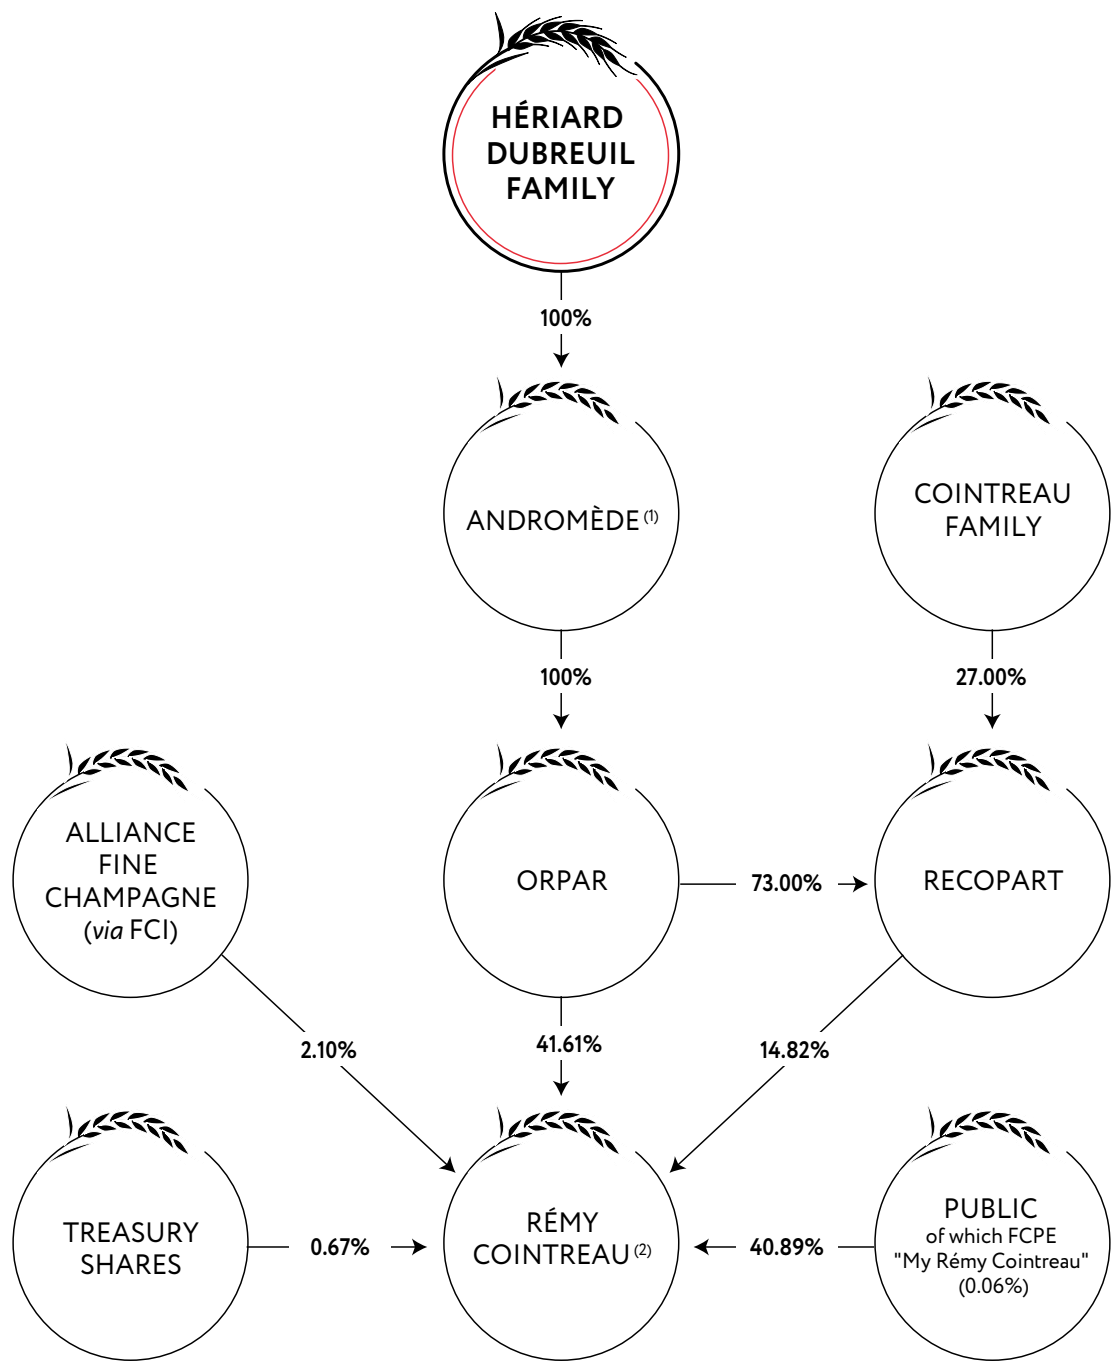 HÉRIARD
DUBREUIL
FAMILY
100%
ANDROMÈDE (1)
COINTREAU
FAMILY
100%
27.00%
ALLIANCE
FINE
CHAMPAGNE
(via FCI)
ORPAR
73.00%
RECOPART
2.10%
41.61%
14.82%
TREASURY
SHARES
0.67%
RÉMY
COINTREAU (2)
40.89%
PUBLIC
of which FCPE
"My Rémy Cointreau"
(0.06%)